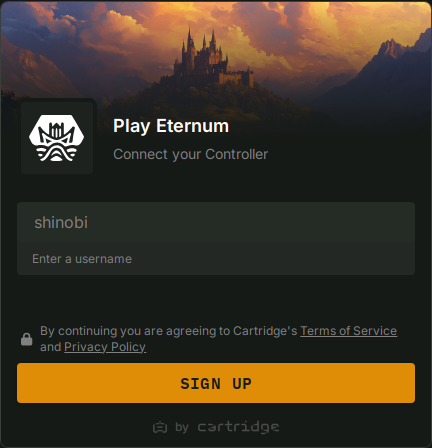 Play Eternum
Connect your Controller
shinobi
Enter a username
By continuing you are agreeing to Cartridge's Terms of Service
and Privacy Policy
SIGN UP
by cartridge